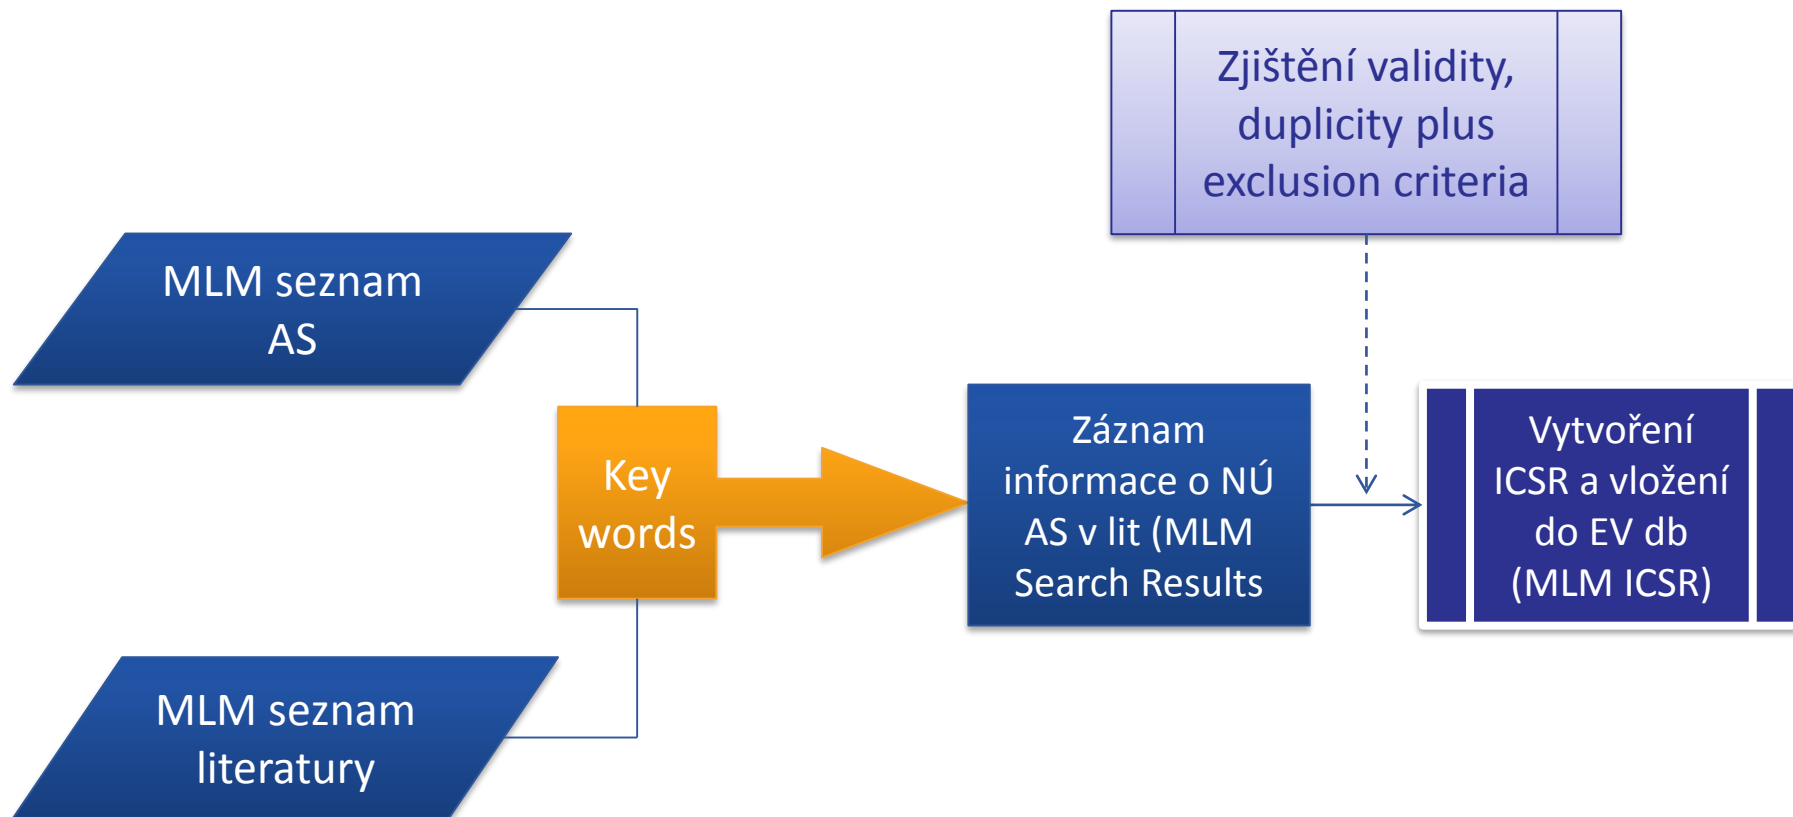 Zjištění validity,
duplicity plus
exclusion criteria
MLM seznam
AS
Key
words
Záznam
informace o NÚ
AS v lit (MLM
Search Results
Vytvoření
ICSR a vložení
do EV db
(MLM ICSR)
MLM seznam
literatury